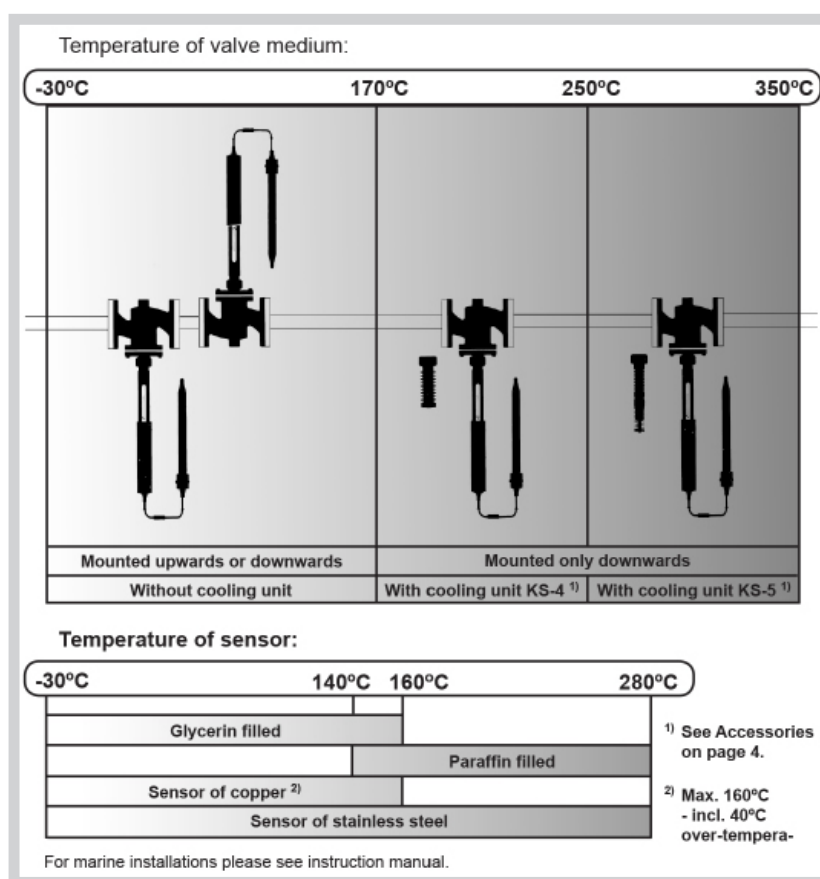 Temperature of valve medium:
-30ºC 170ºC 250ºC 350ºC
Mounted upwards or downwards Mounted only downwards
Without cooling unit With cooling unit KS-4 1) With cooling unit KS-5 1)
Temperature of sensor:
-30ºC 140ºC 160ºC 280ºC
Glycerin filled
Paraffin filled
Sensor of copper 2)
Sensor of stainless steel
1) See Accessories
on page 4.
2) Max. 160ºC
- incl. 40ºC
over-tempera-
For marine installations please see instruction manual.